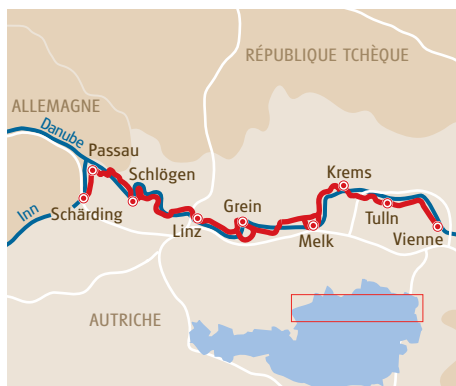 RÉPUBLIQUE TCHÈQUE
ALLEMAGNE
Danube
Passau
Schlögen
Krems
Inn
Schärding
Grein
Linz
Tulln
Melk
Vienne
AUTRICHE